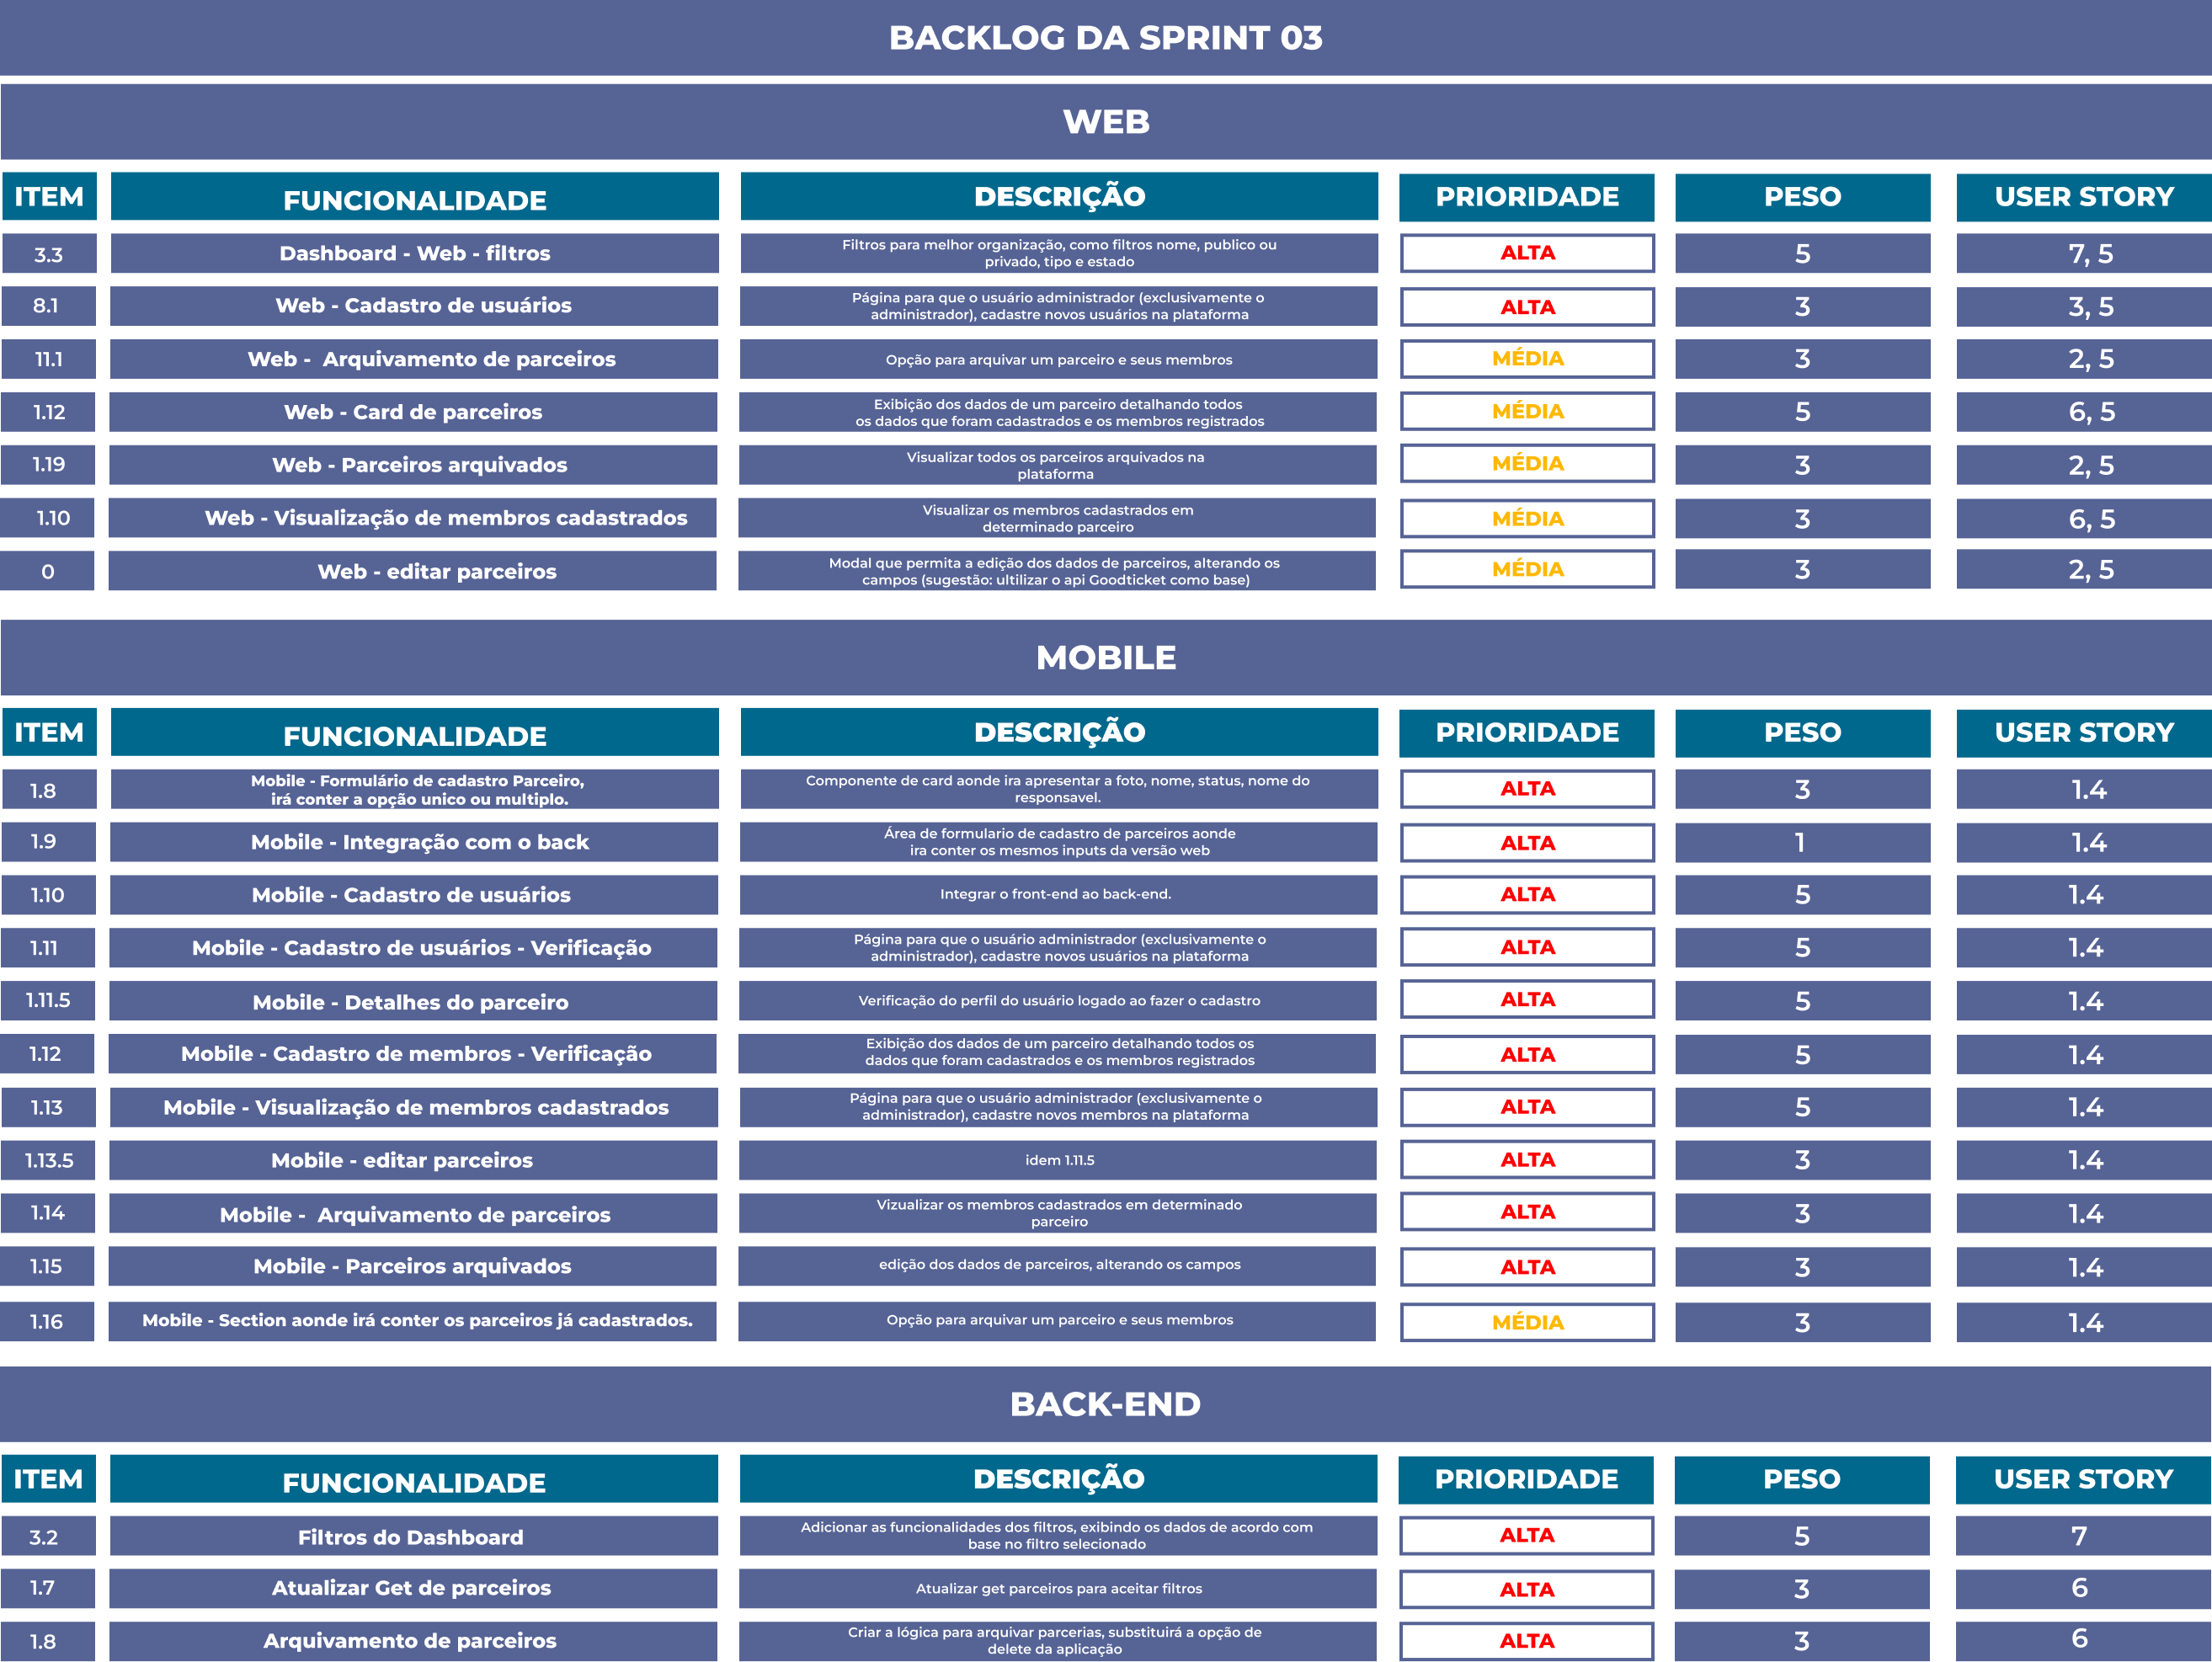 BACKLOG DA SPRINT 03
WEB
ITEM FUNCIONALIDADE DESCRIÇÃO PRIORIDADE PESO USER STORY
3.3 Dashboard - Web - filtros Filtros para melhor organização, como filtros nome, publico ou privado, tipo e estado ALTA 5 7, 5
8.1 Web - Cadastro de usuários Página para que o usuário administrador (exclusivamente o administrador), cadastre novos usuários na plataforma ALTA 3 3, 5
11.1 Web - Arquivamento de parceiros Opção para arquivar um parceiro e seus membros MÉDIA 3 2, 5
1.12 Web - Card de parceiros Exibição dos dados de um parceiro detalhando todos os dados que foram cadastrados e os membros registrados MÉDIA 5 6, 5
1.19 Web - Parceiros arquivados Visualizar todos os parceiros arquivados na plataforma MÉDIA 3 2, 5
1.10 Web - Visualização de membros cadastrados Visualizar os membros cadastrados em determinado parceiro MÉDIA 3 6, 5
0 Web - editar parceiros Modal que permita a edição dos dados de parceiros, alterando os campos (sugestão: ultilizar o api Goodticket como base) MÉDIA 3 2, 5
MOBILE
ITEM FUNCIONALIDADE DESCRIÇÃO PRIORIDADE PESO USER STORY
1.8 Mobile - Formulário de cadastro Parceiro, irá conter a opção unico ou multiplo. Componente de card aonde ira apresentar a foto, nome, status, nome do responsavel. ALTA 3 1.4
1.9 Mobile - Integração com o back Área de formulario de cadastro de parceiros aonde ira conter os mesmos inputs da versão web ALTA 1 1.4
1.10 Mobile - Cadastro de usuários Integrar o front-end ao back-end. ALTA 5 1.4
1.11 Mobile - Cadastro de usuários - Verificação Página para que o usuário administrador (exclusivamente o administrador), cadastre novos usuários na plataforma ALTA 5 1.4
1.11.5 Mobile - Detalhes do parceiro Verificação do perfil do usuário logado ao fazer o cadastro ALTA 5 1.4
1.12 Mobile - Cadastro de membros - Verificação Exibição dos dados de um parceiro detalhando todos os dados que foram cadastrados e os membros registrados ALTA 5 1.4
1.13 Mobile - Visualização de membros cadastrados Página para que o usuário administrador (exclusivamente o administrador), cadastre novos membros na plataforma ALTA 5 1.4
1.13.5 Mobile - editar parceiros idem 1.11.5 ALTA 3 1.4
1.14 Mobile - Arquivamento de parceiros Vizualizar os membros cadastrados em determinado parceiro ALTA 3 1.4
1.15 Mobile - Parceiros arquivados edição dos dados de parceiros, alterando os campos ALTA 3 1.4
1.16 Mobile - Section aonde irá conter os parceiros já cadastrados. Opção para arquivar um parceiro e seus membros MÉDIA 3 1.4
BACK-END
ITEM FUNCIONALIDADE DESCRIÇÃO PRIORIDADE PESO USER STORY
3.2 Filtros do Dashboard Adicionar as funcionalidades dos filtros, exibindo os dados de acordo com base no filtro selecionado ALTA 5 7
1.7 Atualizar Get de parceiros Atualizar get parceiros para aceitar filtros ALTA 3 6
1.8 Arquivamento de parceiros Criar a lógica para arquivar parcerias, substituirá a opção de delete da aplicação ALTA 3 6